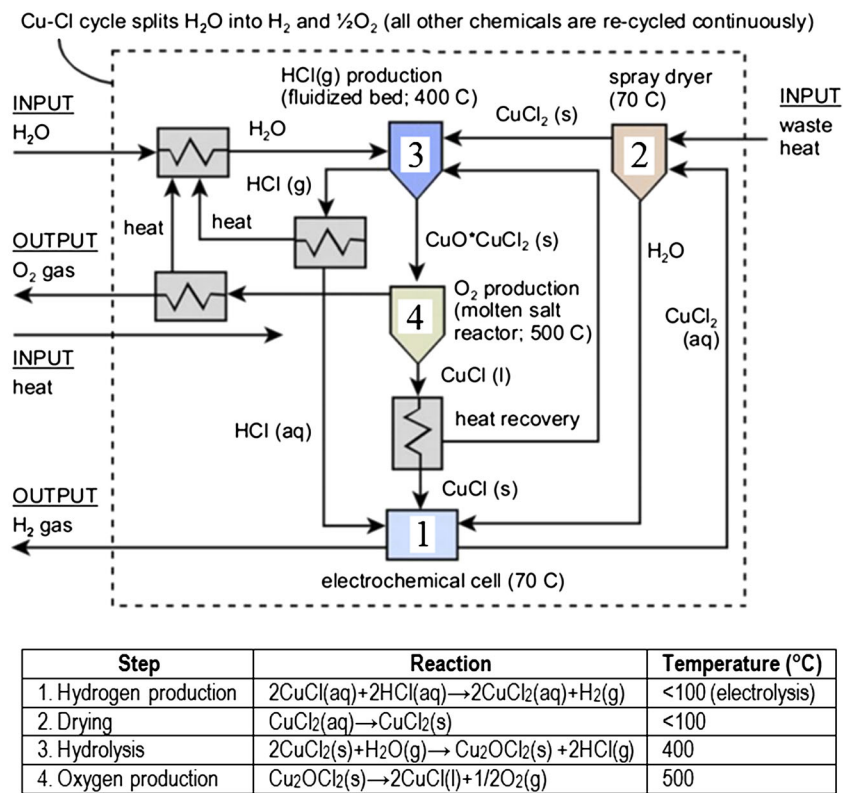 Cu-Cl cycle splits H₂O into H₂ and ½O₂ (all other chemicals are re-cycled continuously)
INPUT
H₂O
H₂O
HCl(g) production
(fluidized bed; 400 C)
3
CuCl₂ (s)
spray dryer
(70 C)
2
INPUT
waste
heat
HCl (g)
heat
heat
CuO*CuCl₂ (s)
H₂O
OUTPUT
O₂ gas
O₂ production
(molten salt
reactor; 500 C)
4
CuCl₂
(aq)
INPUT
heat
CuCl (l)
HCl (aq)
heat recovery
CuCl (s)
OUTPUT
H₂ gas
1
electrochemical cell (70 C)
Step Reaction Temperature (°C)
1. Hydrogen production 2CuCl(aq)+2HCl(aq)→2CuCl₂(aq)+H₂(g) <100 (electrolysis)
2. Drying CuCl₂(aq)→CuCl₂(s) <100
3. Hydrolysis 2CuCl₂(s)+H₂O(g)→ Cu₂OCl₂(s) +2HCl(g) 400
4. Oxygen production Cu₂OCl₂(s)→2CuCl(l)+1/2O₂(g) 500